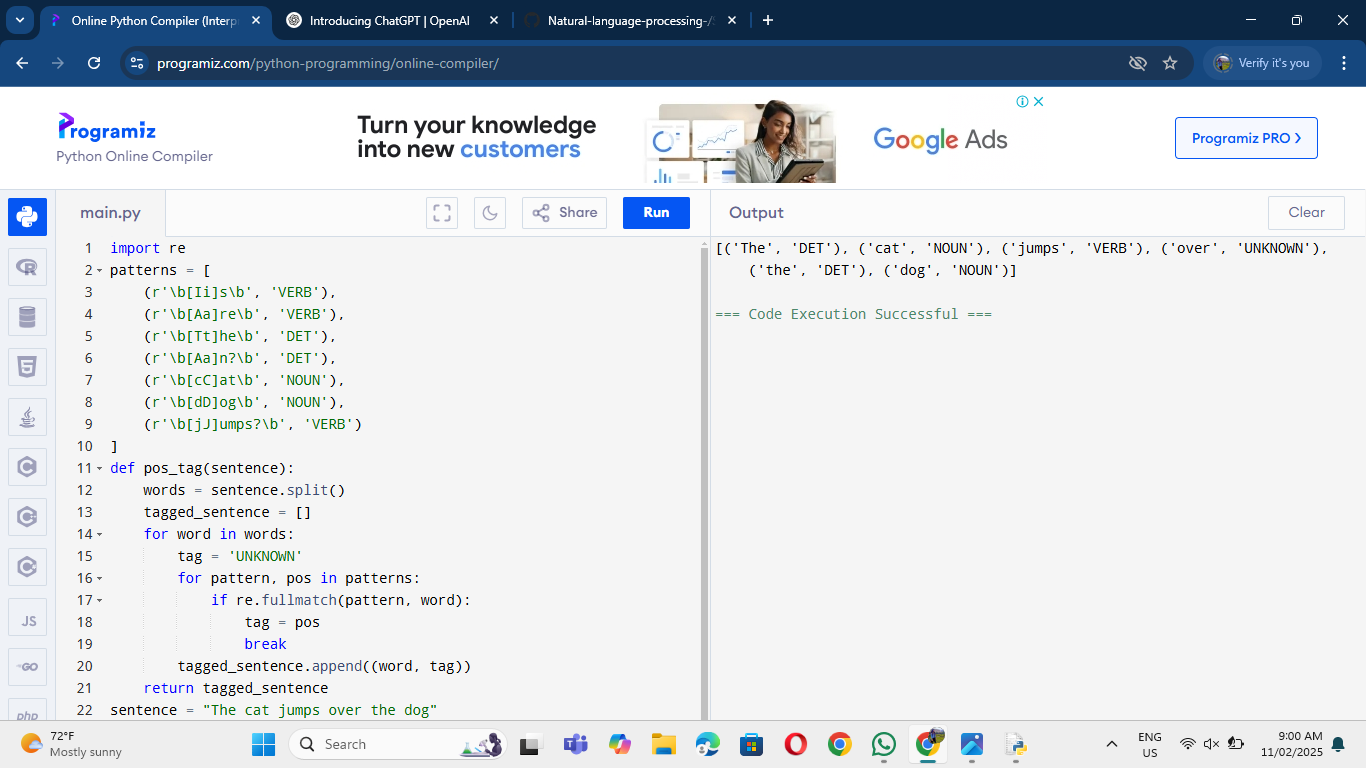 Online Python Compiler (Interp
Introducing ChatGPT | OpenAI
Natural-language-processing-/
programiz.com/python-programming/online-compiler/
Verify it's you
Programiz
Python Online Compiler
Turn your knowledge
into new customers
Google Ads
Programiz PRO >
main.py
Share
Run
Output
Clear
1 import re
2 patterns = [
3 (r'\b[Ii]s\b', 'VERB'),
4 (r'\b[Aa]re\b', 'VERB'),
5 (r'\b[Tt]he\b', 'DET'),
6 (r'\b[Aa]n?\b', 'DET'),
7 (r'\b[cC]at\b', 'NOUN'),
8 (r'\b[dD]og\b', 'NOUN'),
9 (r'\b[jJ]umps?\b', 'VERB')
10 ]
11 def pos_tag(sentence):
12 words = sentence.split()
13 tagged_sentence = []
14 for word in words:
15 tag = 'UNKNOWN'
16 for pattern, pos in patterns:
17 if re.fullmatch(pattern, word):
18 tag = pos
19 break
20 tagged_sentence.append((word, tag))
21 return tagged_sentence
22 sentence = "The cat jumps over the dog"
[('The', 'DET'), ('cat', 'NOUN'), ('jumps', 'VERB'), ('over', 'UNKNOWN'),
('the', 'DET'), ('dog', 'NOUN')]
=== Code Execution Successful ===
JS
GO
php
72°F
Mostly sunny
Search
ENG
US
9:00 AM
11/02/2025